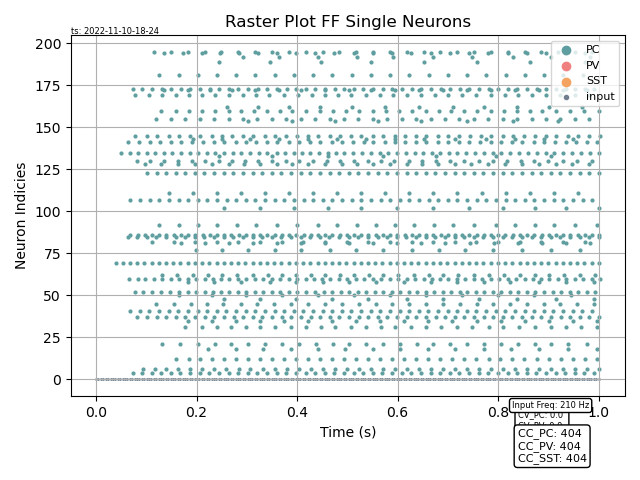 Raster Plot FF Single Neurons
ts: 2022-11-10-18-24
PC
PV
SST
input
200
175
150
125
100
75
50
25
0
Neuron Indicies
0.0 0.2 0.4 0.6 0.8 1.0
Time (s)
Input Freq: 210 Hz
CV_PC: 0.0
CC_PC: 404
CC_PV: 404
CC_SST: 404